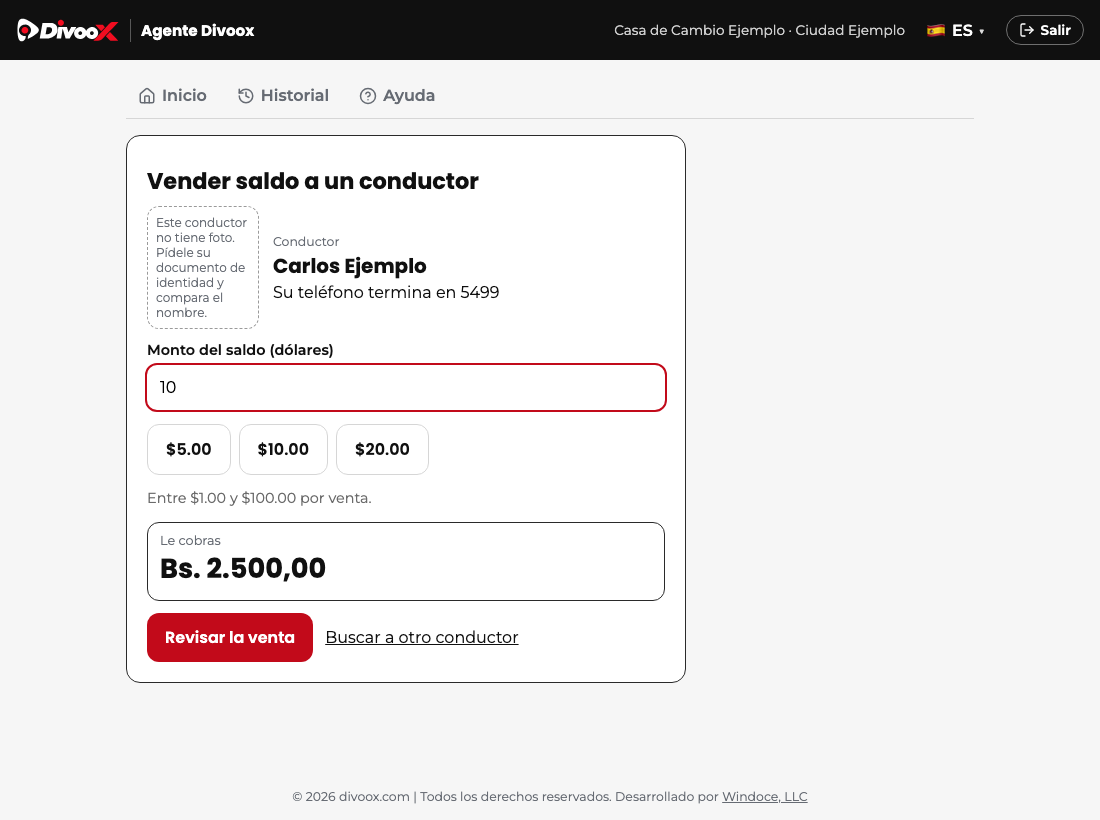 DivooX
Agente Divoox
Casa de Cambio Ejemplo · Ciudad Ejemplo
ES
Salir
Inicio
Historial
Ayuda
Vender saldo a un conductor
Este conductor
no tiene foto.
Pídele su
documento de
identidad y
compara el
nombre.
Conductor
Carlos Ejemplo
Su teléfono termina en 5499
Monto del saldo (dólares)
10
$5.00
$10.00
$20.00
Entre $1.00 y $100.00 por venta.
Le cobras
Bs. 2.500,00
Revisar la venta
Buscar a otro conductor
© 2026 divoox.com | Todos los derechos reservados. Desarrollado por Windoce, LLC